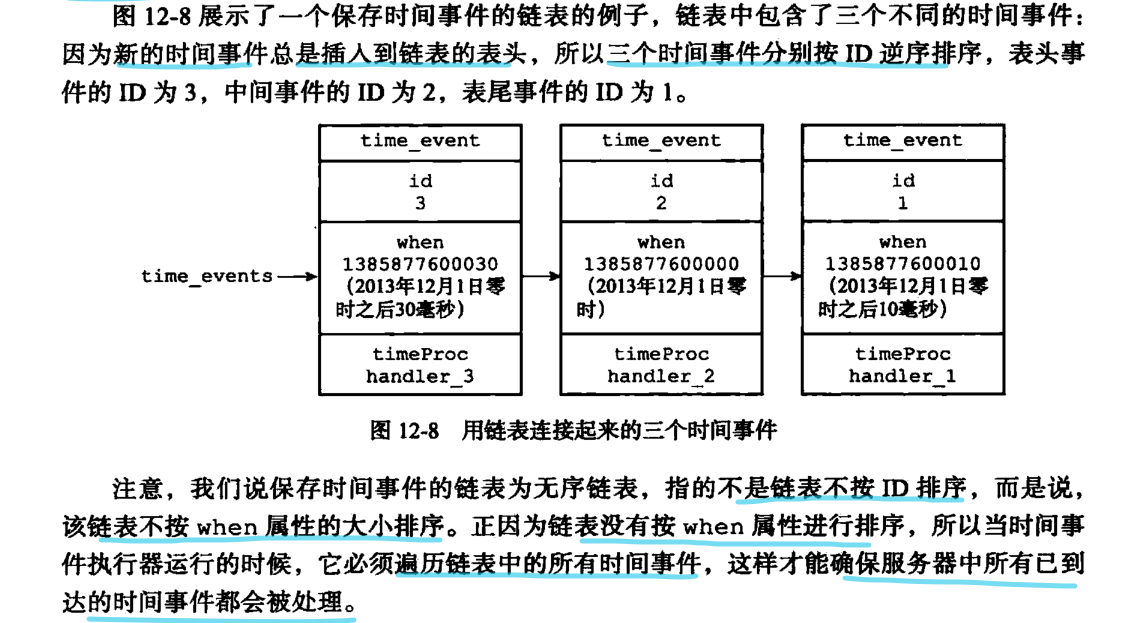 图 12-8 展示了一个保存时间事件的链表的例子，链表中包含了三个不同的时间事件：
因为新的时间事件总是插入到链表的表头，所以三个时间事件分别按 ID 逆序排序，表头事
件的 ID 为 3，中间事件的 ID 为 2，表尾事件的 ID 为 1。
time_events
time_event
id
3
when
1385877600030
（2013年12月1日零
时之后30毫秒）
timeProc
handler_3
time_event
id
2
when
1385877600000
（2013年12月1日零
时）
timeProc
handler_2
time_event
id
1
when
1385877600010
（2013年12月1日零
时之后10毫秒）
timeProc
handler_1
图 12-8 用链表连接起来的三个时间事件
注意，我们说保存时间事件的链表为无序链表，指的不是链表不按 ID 排序，而是说，
该链表不按 when 属性的大小排序。正因为链表没有按 when 属性进行排序，所以当时间事
件执行器运行的时候，它必须遍历链表中的所有时间事件，这样才能确保服务器中所有已到
达的时间事件都会被处理。